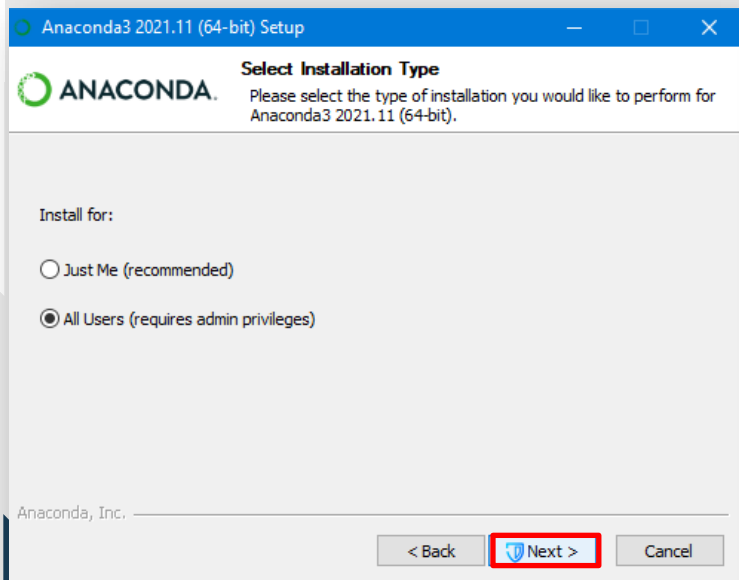 Anaconda3 2021.11 (64-bit) Setup
ANACONDA.
Select Installation Type
Please select the type of installation you would like to perform for
Anaconda3 2021.11 (64-bit).
Install for:
Just Me (recommended)
All Users (requires admin privileges)
Anaconda, Inc.
< Back
Next >
Cancel